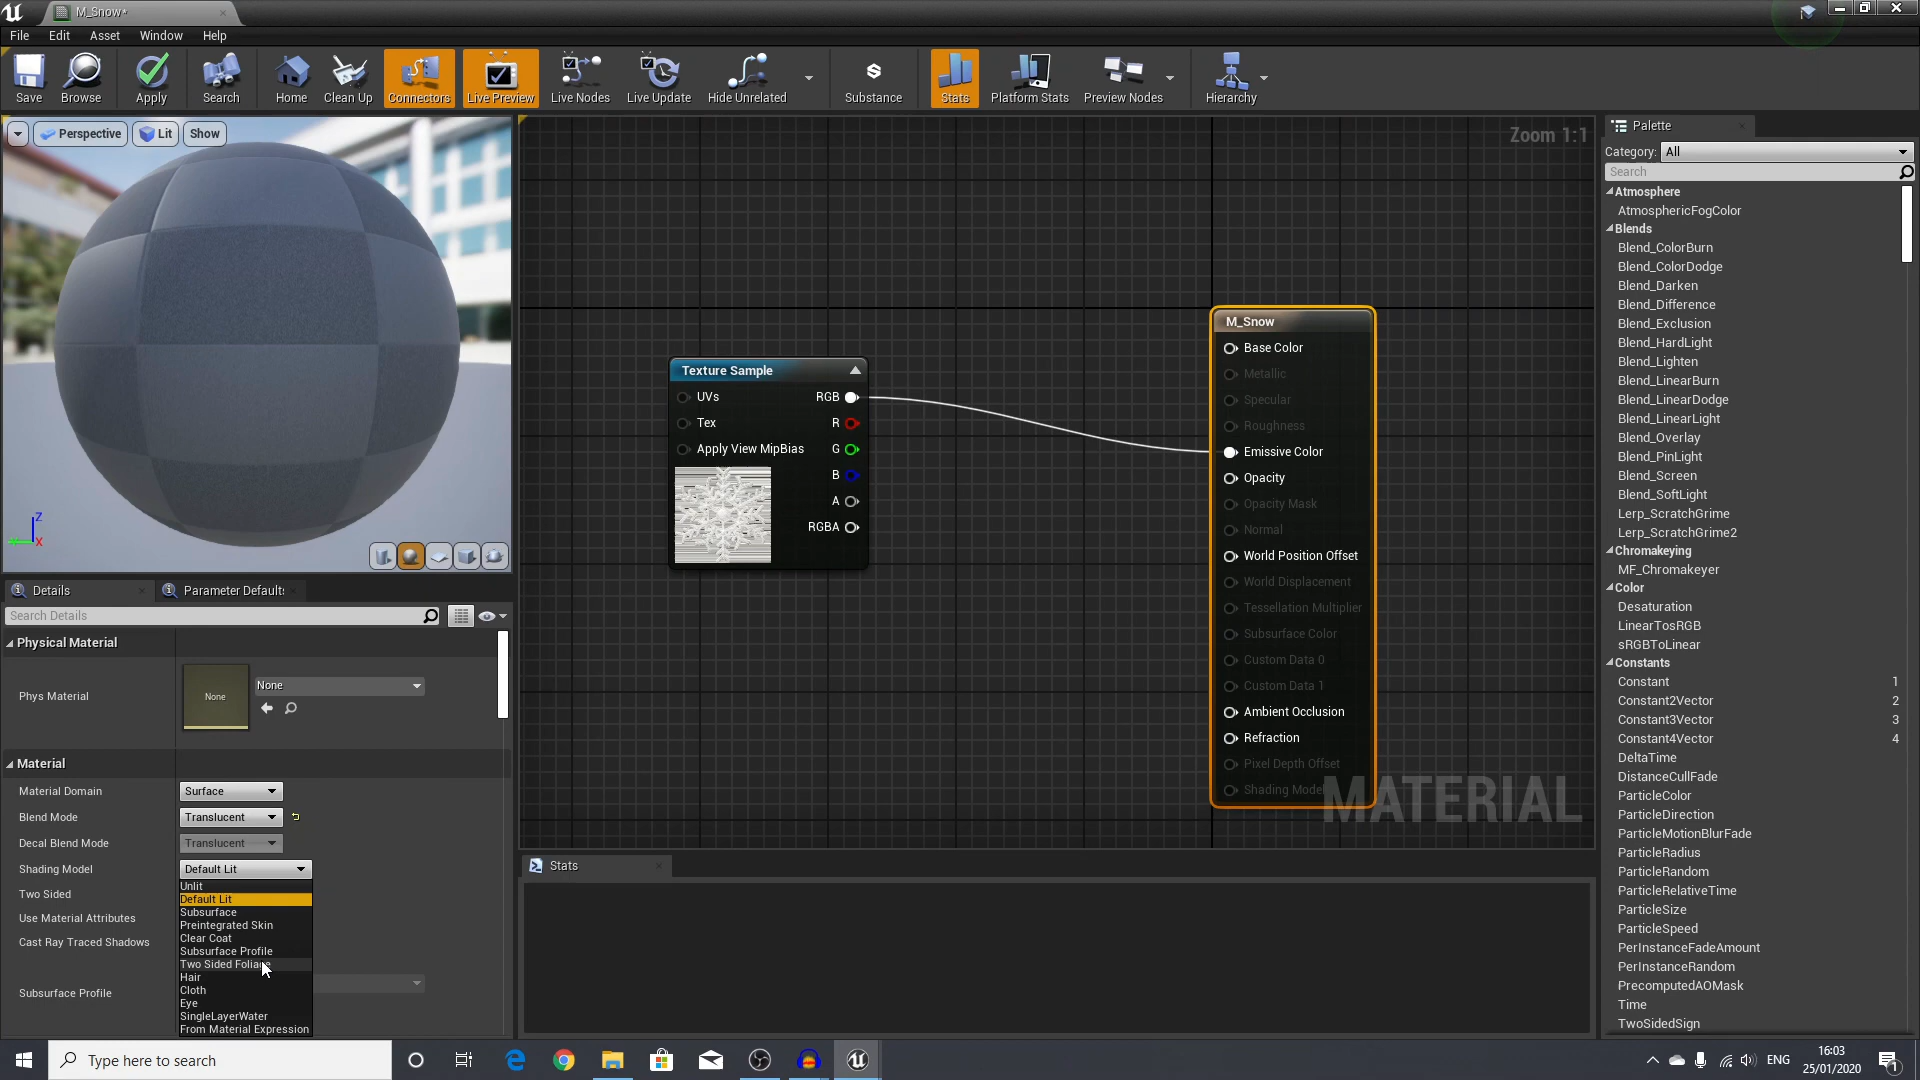 M_Snow*
File Edit Asset Window Help
Save Browse Apply Search Home Clean Up Connectors Live Preview Live Nodes Live Update Hide Unrelated Substance Stats Platform Stats Preview Nodes Hierarchy
Perspective Lit Show
Z
X
Zoom 1:1
Texture Sample
UVs RGB
Tex R
Apply View MipBias G
B
A
RGBA
M_Snow
Base Color
Metallic
Specular
Roughness
Emissive Color
Opacity
Opacity Mask
Normal
World Position Offset
World Displacement
Tessellation Multiplier
Subsurface Color
Custom Data 0
Custom Data 1
Ambient Occlusion
Refraction
Pixel Depth Offset
Shading Model
MATERIAL
Details Parameter Defaults
Search Details
Physical Material
Phys Material None None
Material
Material Domain Surface
Blend Mode Translucent
Decal Blend Mode Translucent
Shading Model Default Lit
Two Sided
Use Material Attributes
Cast Ray Traced Shadows
Subsurface Profile
Unlit
Default Lit
Subsurface
Preintegrated Skin
Clear Coat
Subsurface Profile
Two Sided Foliage
Hair
Cloth
Eye
SingleLayerWater
From Material Expression
Stats
Palette
Category: All
Search
Atmosphere
AtmosphericFogColor
Blends
Blend_ColorBurn
Blend_ColorDodge
Blend_Darken
Blend_Difference
Blend_Exclusion
Blend_HardLight
Blend_Lighten
Blend_LinearBurn
Blend_LinearDodge
Blend_LinearLight
Blend_Overlay
Blend_PinLight
Blend_Screen
Blend_SoftLight
Lerp_ScratchGrime
Lerp_ScratchGrime2
Chromakeying
MF_Chromakeyer
Color
Desaturation
LinearTosRGB
sRGBToLinear
Constants
Constant 1
Constant2Vector 2
Constant3Vector 3
Constant4Vector 4
DeltaTime
DistanceCullFade
ParticleColor
ParticleDirection
ParticleMotionBlurFade
ParticleRadius
ParticleRandom
ParticleRelativeTime
ParticleSize
ParticleSpeed
PerInstanceFadeAmount
PerInstanceRandom
PrecomputedAOMask
Time
TwoSidedSign
Type here to search
ENG
16:03
25/01/2020
1